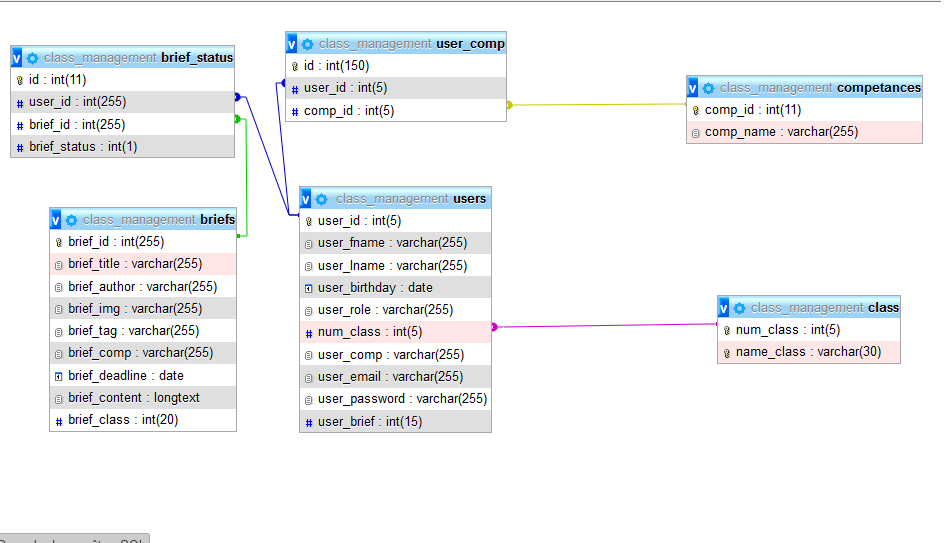 class_management brief_status
id : int(11)
user_id : int(255)
brief_id : int(255)
brief_status : int(1)
class_management user_comp
id : int(150)
user_id : int(5)
comp_id : int(5)
class_management competances
comp_id : int(11)
comp_name : varchar(255)
class_management briefs
brief_id : int(255)
brief_title : varchar(255)
brief_author : varchar(255)
brief_img : varchar(255)
brief_tag : varchar(255)
brief_comp : varchar(255)
brief_deadline : date
brief_content : longtext
brief_class : int(20)
class_management users
user_id : int(5)
user_fname : varchar(255)
user_lname : varchar(255)
user_birthday : date
user_role : varchar(255)
num_class : int(5)
user_comp : varchar(255)
user_email : varchar(255)
user_password : varchar(255)
user_brief : int(15)
class_management class
num_class : int(5)
name_class : varchar(30)